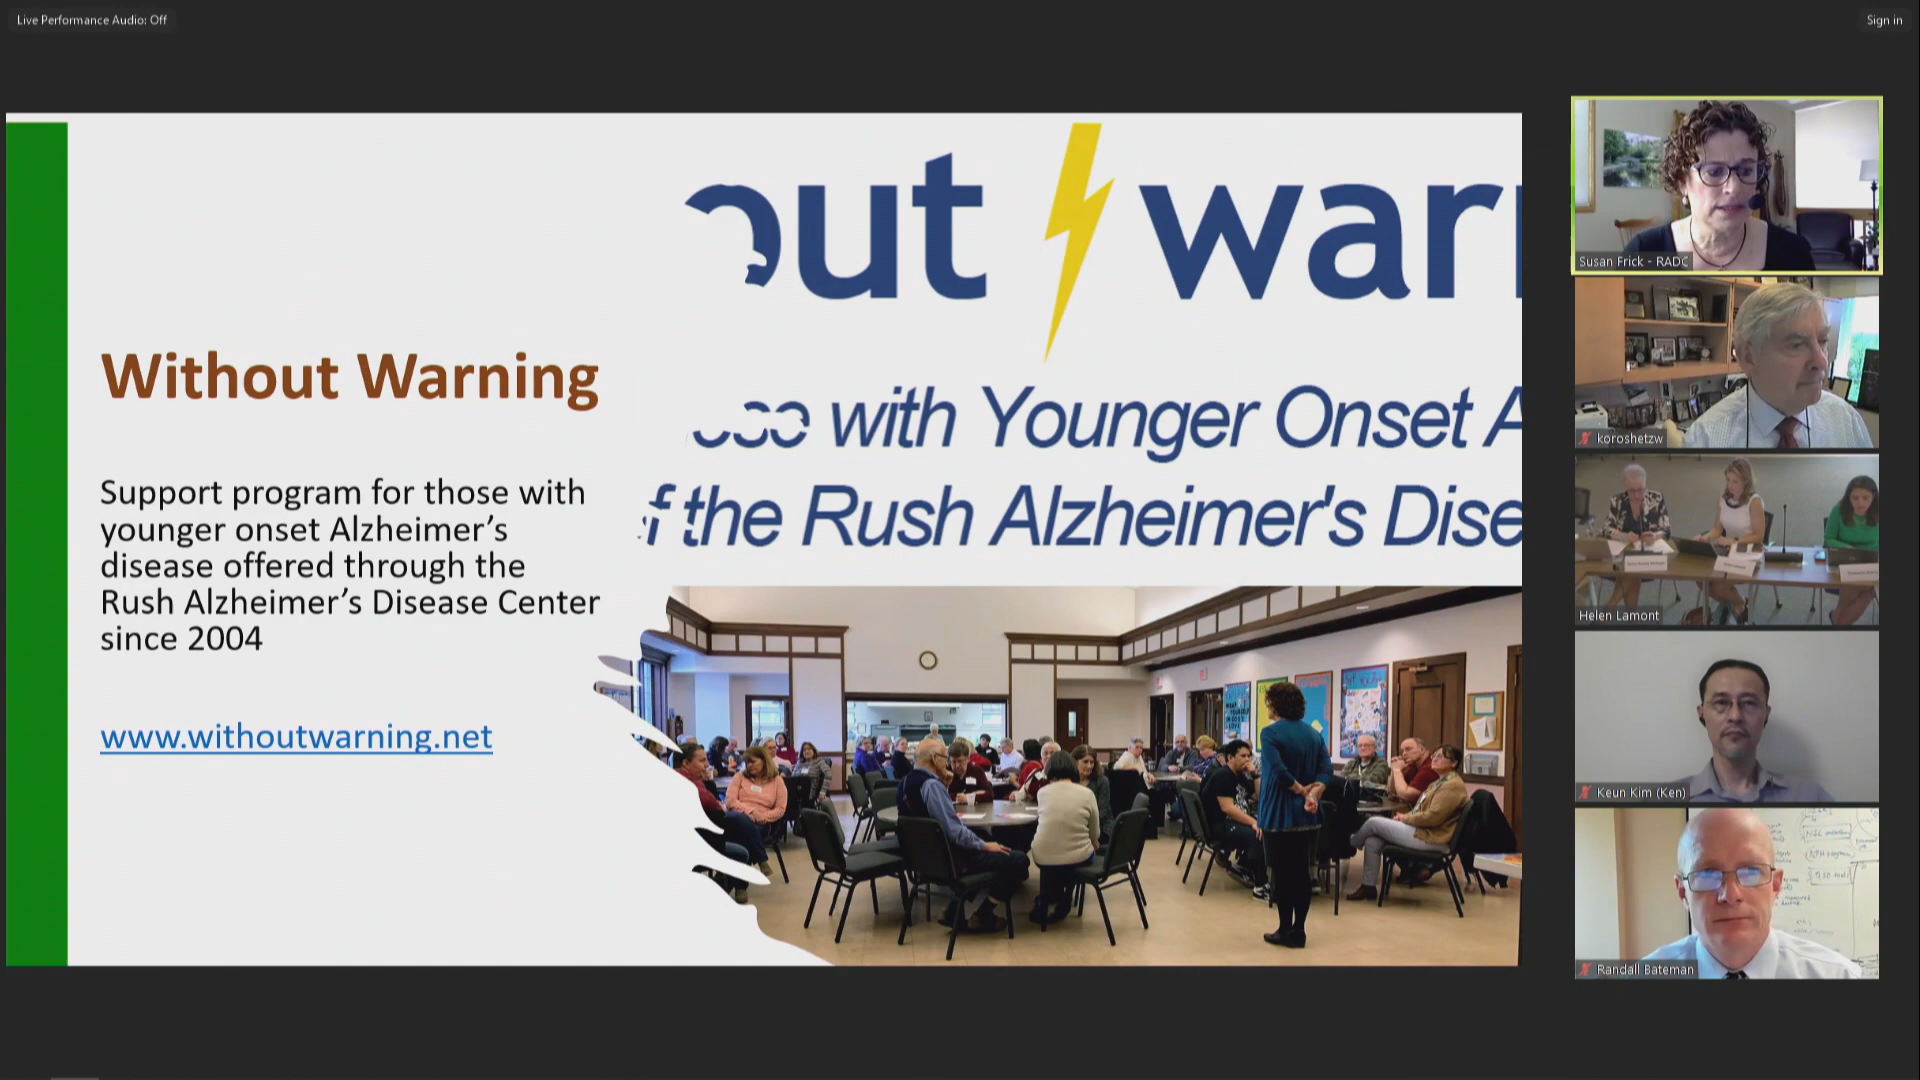 Live Performance Audio: Off
Sign in
out warn
with Younger Onset A
the Rush Alzheimer's Dise
Without Warning
Support program for those with
younger onset Alzheimer’s
disease offered through the
Rush Alzheimer’s Disease Center
since 2004
www.withoutwarning.net
Susan Frick - RADC
koroshetzw
Helen Lamont
Keun Kim (Ken)
Randall Bateman